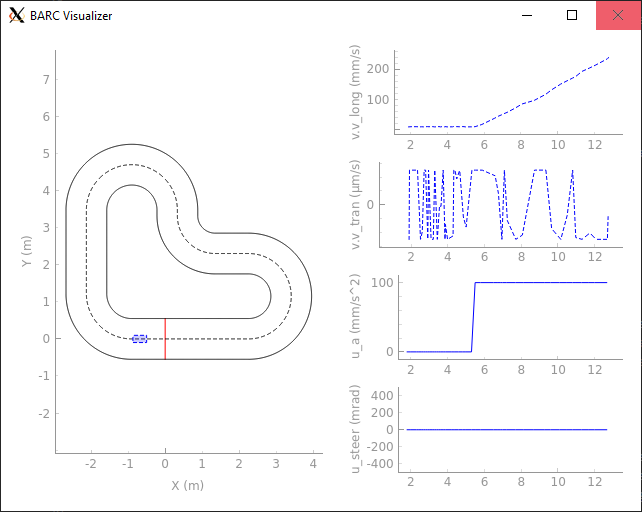 BARC Visualizer
Y (m)
7
6
5
4
3
2
1
0
-1
-2
-2 -1 0 1 2 3 4
X (m)
v.v_long (mm/s)
200
100
2 4 6 8 10 12
v.v_tran (µm/s)
0
2 4 6 8 10 12
u_a (mm/s^2)
100
0
2 4 6 8 10 12
u_steer (mrad)
400
200
0
-200
-400
2 4 6 8 10 12